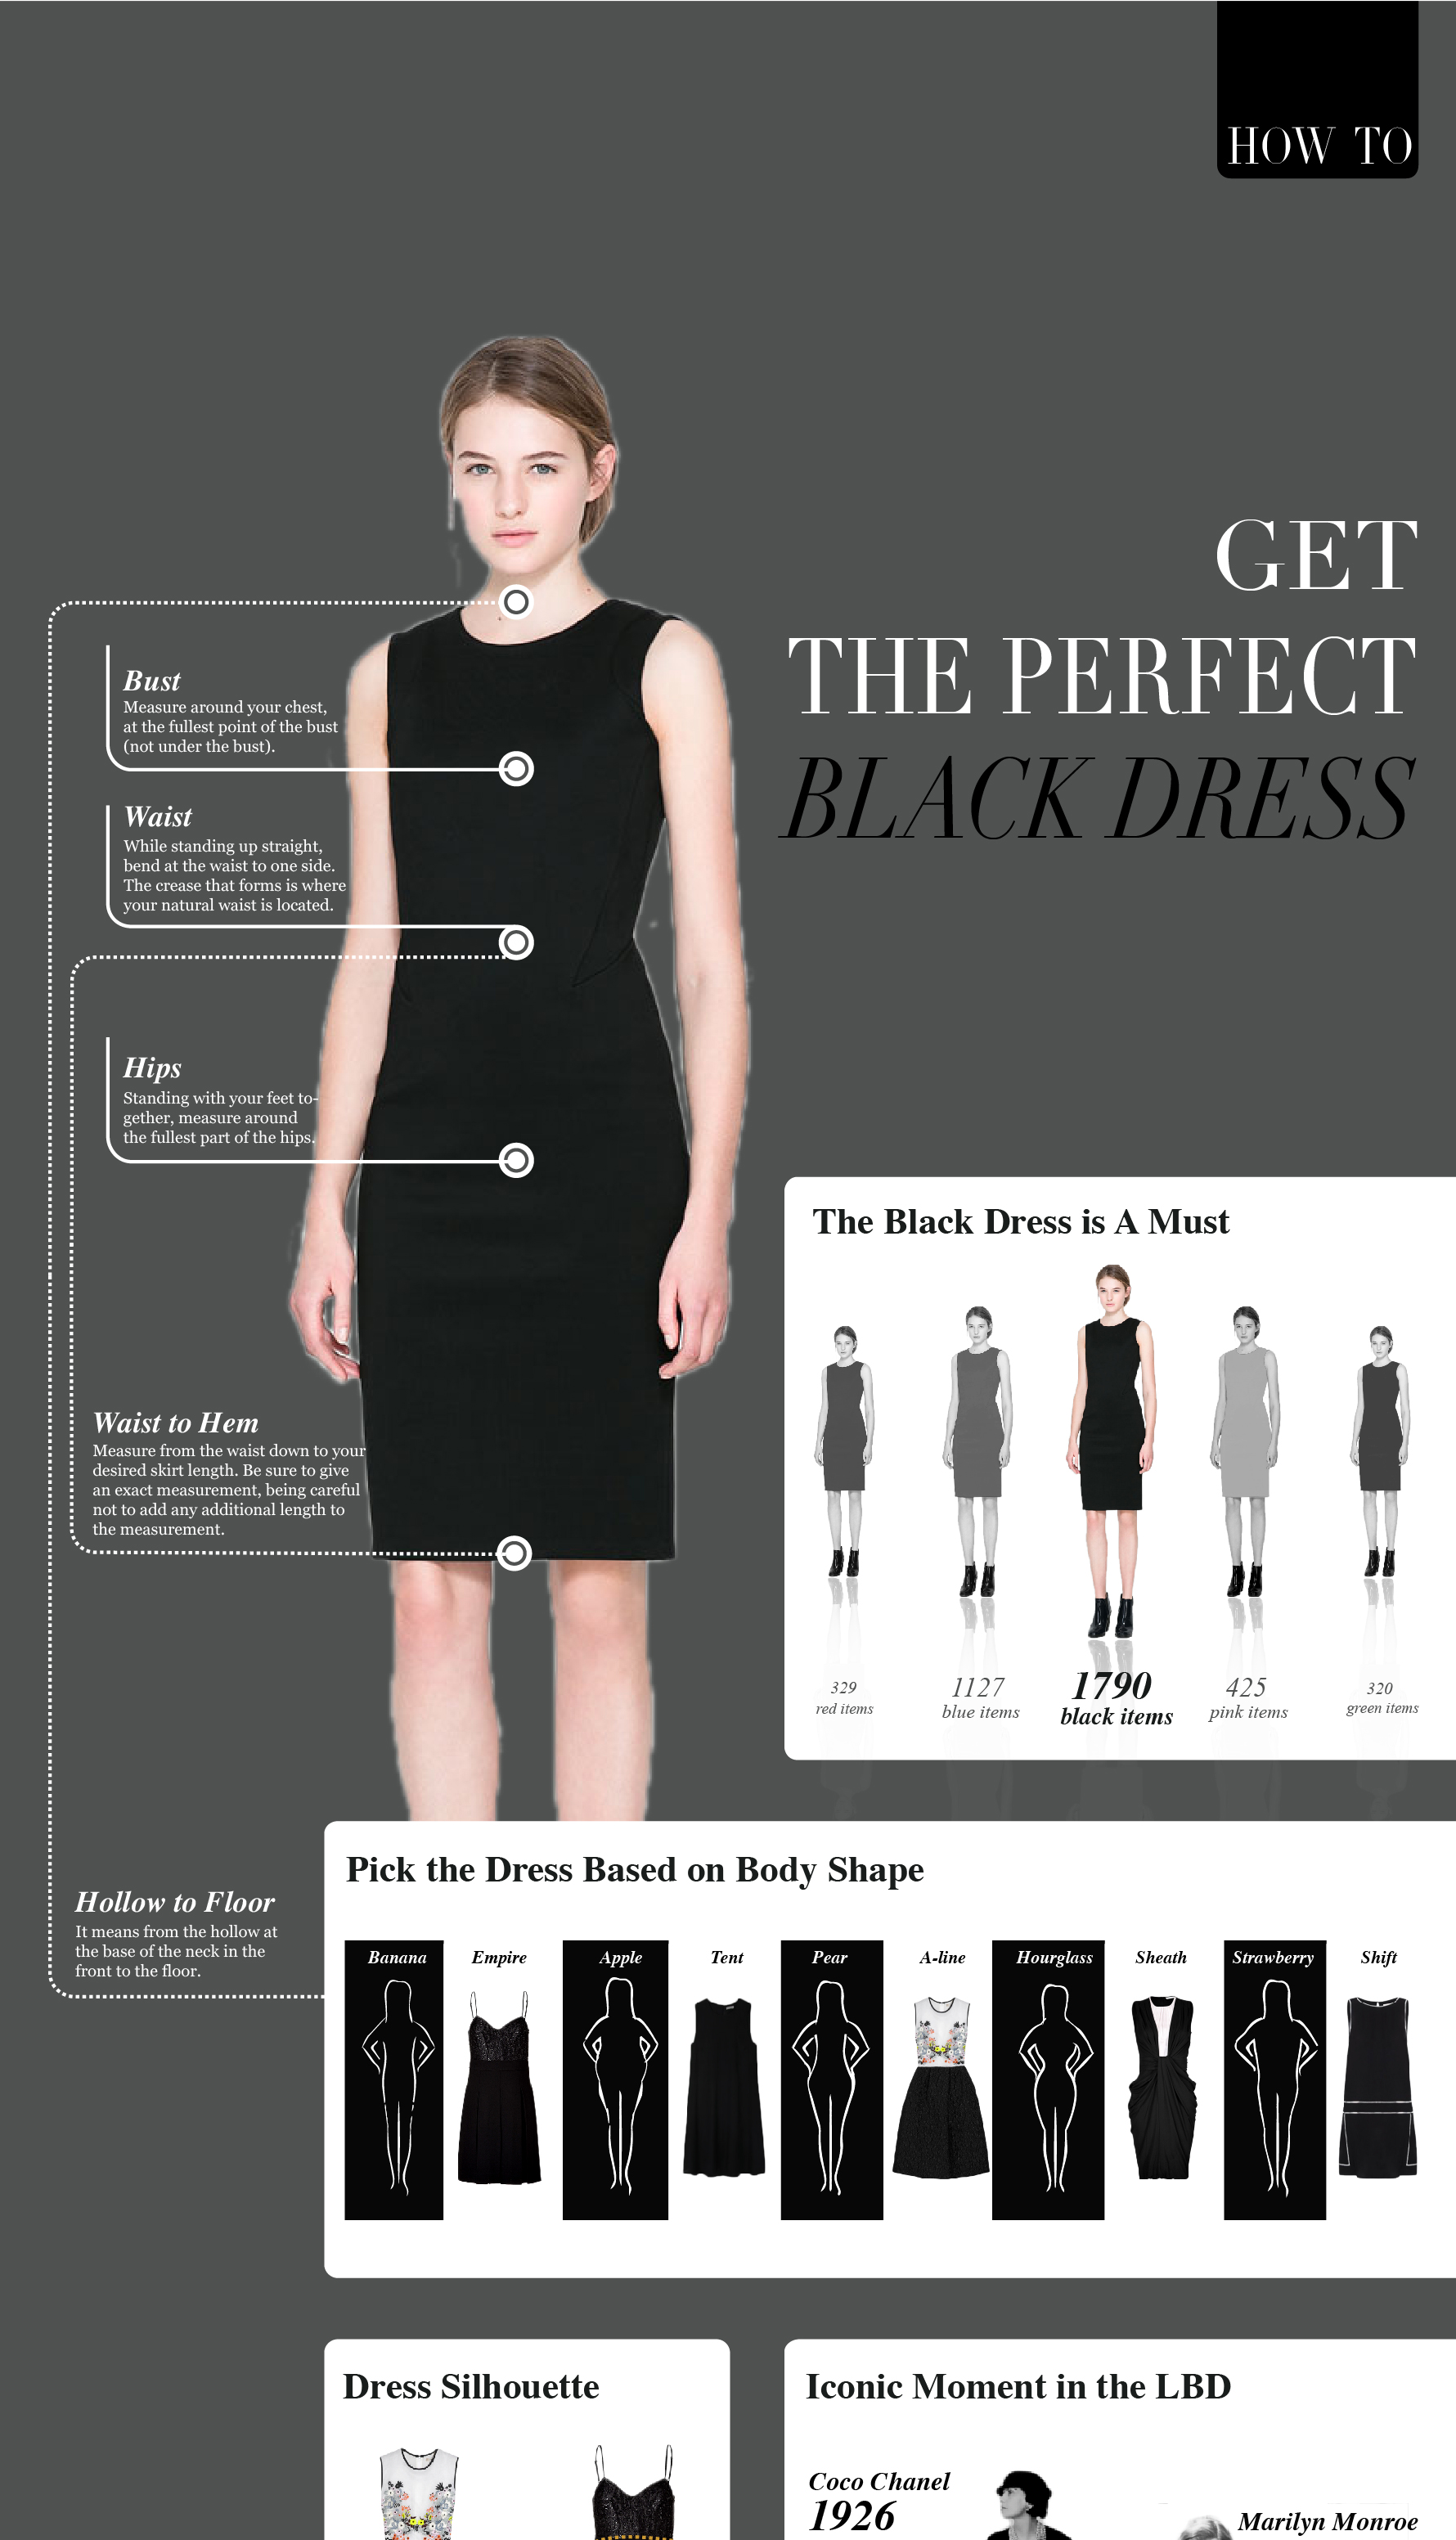 HOW TO
GET
THE PERFECT
BLACK DRESS
Bust
Measure around your chest,
at the fullest point of the bust
(not under the bust).
Waist
While standing up straight,
bend at the waist to one side.
The crease that forms is where
your natural waist is located.
Hips
Standing with your feet to-
gether, measure around
the fullest part of the hips.
Waist to Hem
Measure from the waist down to your
desired skirt length. Be sure to give
an exact measurement, being careful
not to add any additional length to
the measurement.
Hollow to Floor
It means from the hollow at
the base of the neck in the
front to the floor.
The Black Dress is A Must
329
red items
1127
blue items
1790
black items
425
pink items
320
green items
Pick the Dress Based on Body Shape
Banana
Empire
Apple
Tent
Pear
A-line
Hourglass
Sheath
Strawberry
Shift
Dress Silhouette
Iconic Moment in the LBD
Coco Chanel
1926
Marilyn Monroe